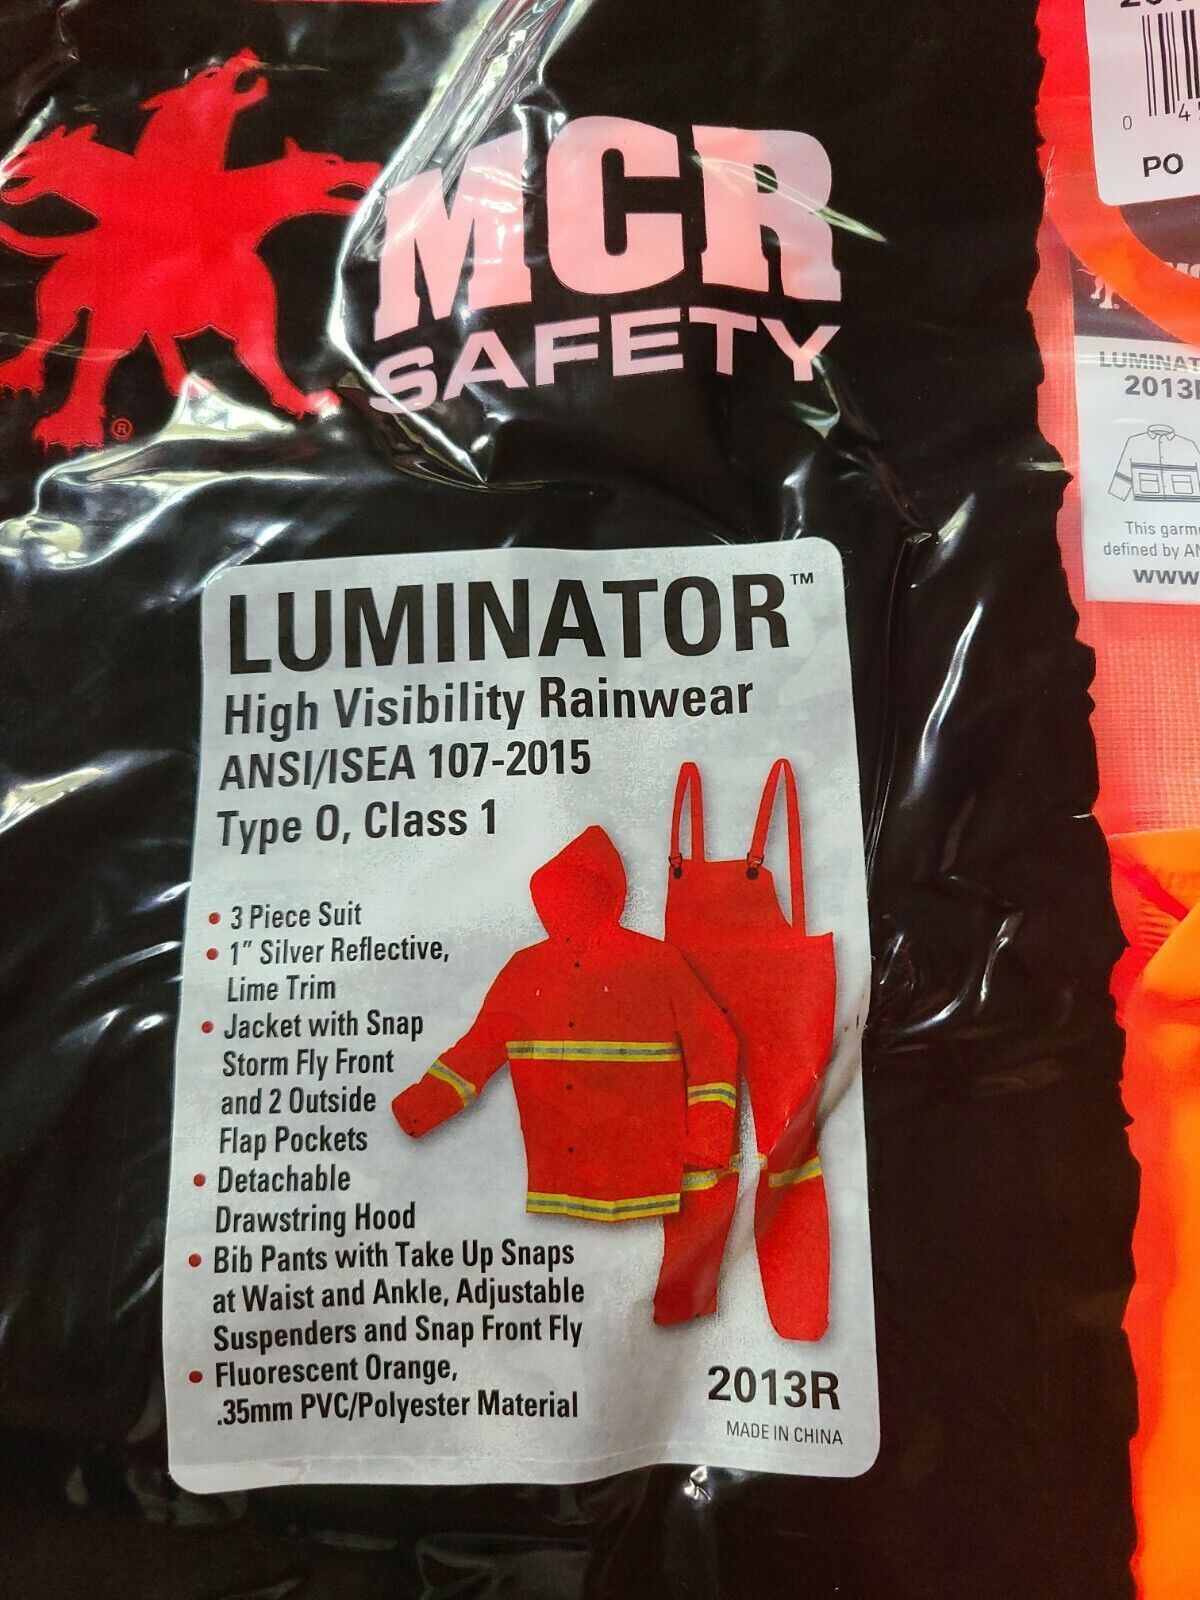 MCR
SAFETY
®
LUMINATOR™
High Visibility Rainwear
ANSI/ISEA 107-2015
Type O, Class 1
• 3 Piece Suit
• 1" Silver Reflective,
Lime Trim
• Jacket with Snap
Storm Fly Front
and 2 Outside
Flap Pockets
• Detachable
Drawstring Hood
• Bib Pants with Take Up Snaps
at Waist and Ankle, Adjustable
Suspenders and Snap Front Fly
• Fluorescent Orange,
.35mm PVC/Polyester Material
2013R
MADE IN CHINA
0 4
PO
LUMINAT
2013
This garm
defined by AN
www